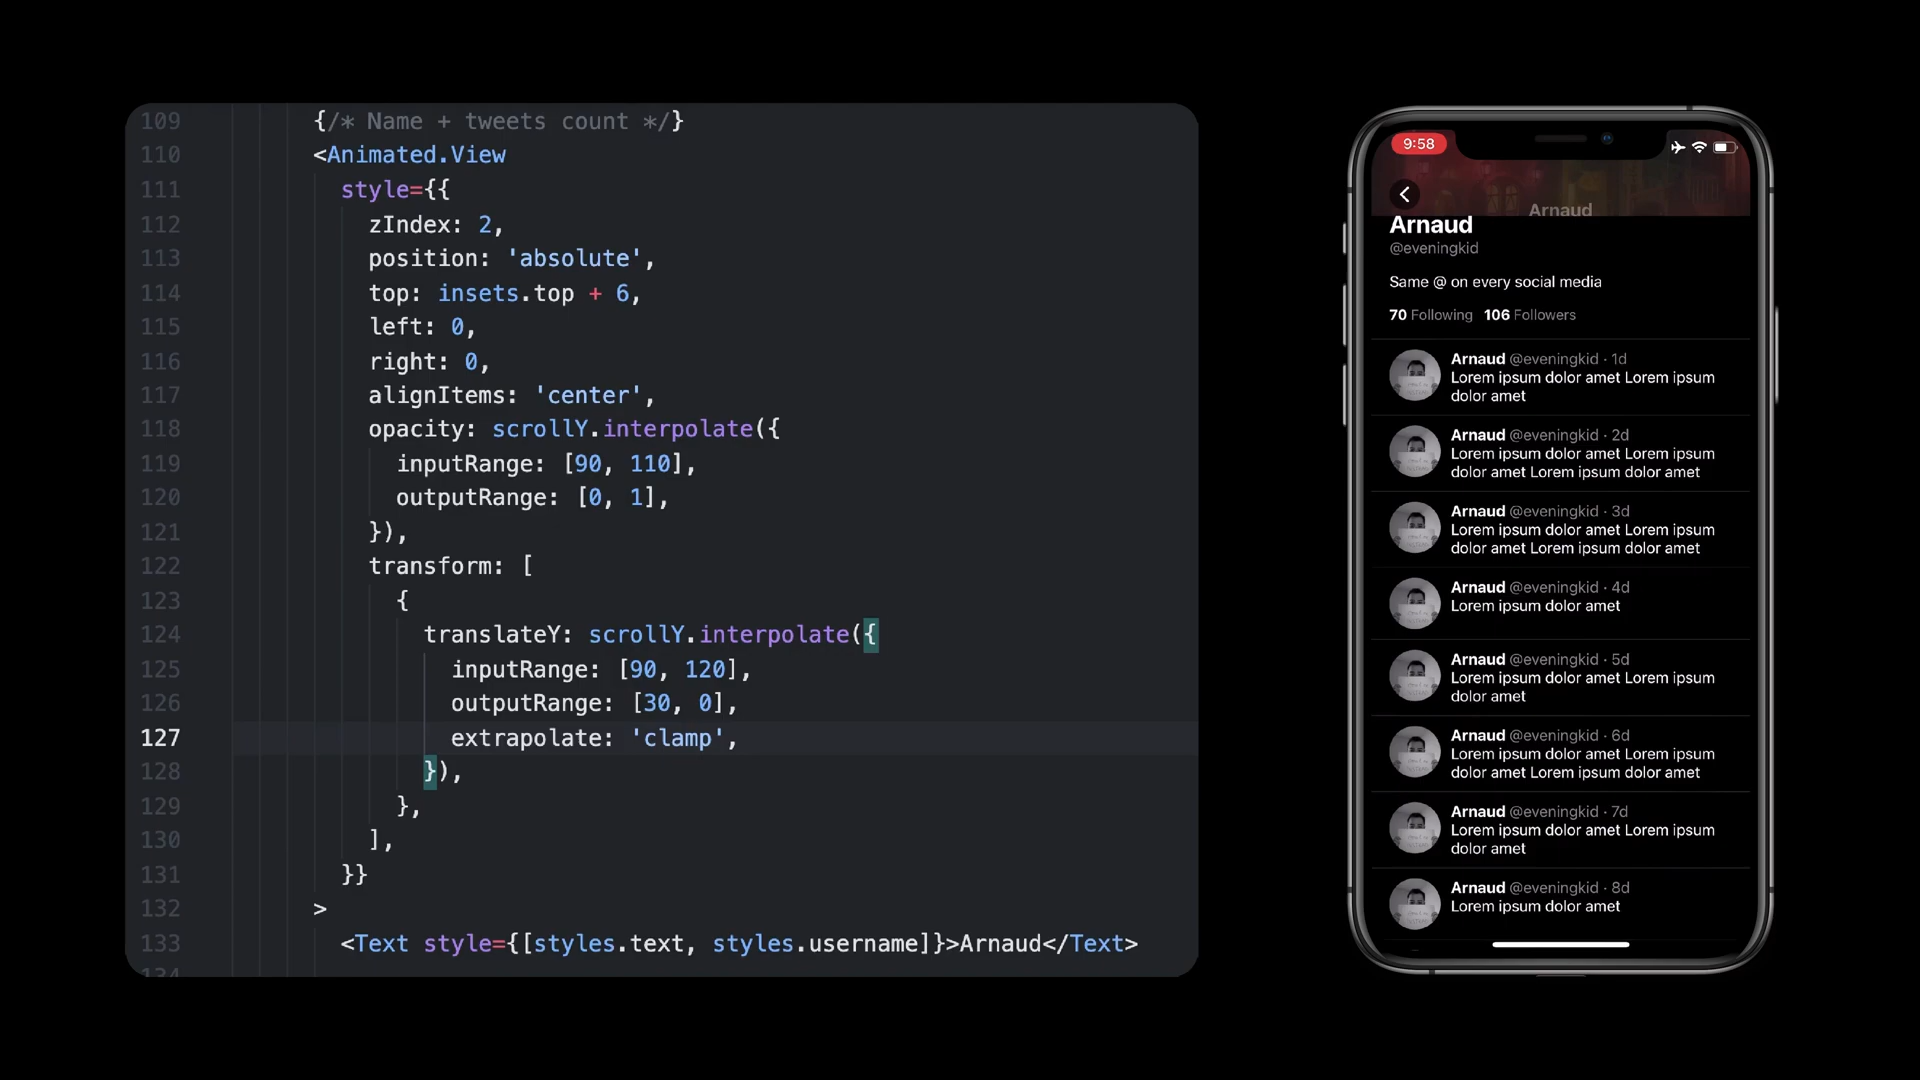 109 {/* Name + tweets count */}
110 <Animated.View
111 style={{
112 zIndex: 2,
113 position: 'absolute',
114 top: insets.top + 6,
115 left: 0,
116 right: 0,
117 alignItems: 'center',
118 opacity: scrollY.interpolate({
119 inputRange: [90, 110],
120 outputRange: [0, 1],
121 }),
122 transform: [
123 {
124 translateY: scrollY.interpolate({
125 inputRange: [90, 120],
126 outputRange: [30, 0],
127 extrapolate: 'clamp',
128 }),
129 },
130 ],
131 }}
132 >
133 <Text style={[styles.text, styles.username]}>Arnaud</Text>
134
9:58
Arnaud
Arnaud
@eveningkid
Same @ on every social media
70 Following 106 Followers
Arnaud @eveningkid · 1d
Lorem ipsum dolor amet Lorem ipsum
dolor amet
Arnaud @eveningkid · 2d
Lorem ipsum dolor amet Lorem ipsum
dolor amet Lorem ipsum dolor amet
Arnaud @eveningkid · 3d
Lorem ipsum dolor amet Lorem ipsum
dolor amet Lorem ipsum dolor amet
Arnaud @eveningkid · 4d
Lorem ipsum dolor amet
Arnaud @eveningkid · 5d
Lorem ipsum dolor amet Lorem ipsum
dolor amet
Arnaud @eveningkid · 6d
Lorem ipsum dolor amet Lorem ipsum
dolor amet Lorem ipsum dolor amet
Arnaud @eveningkid · 7d
Lorem ipsum dolor amet Lorem ipsum
dolor amet
Arnaud @eveningkid · 8d
Lorem ipsum dolor amet